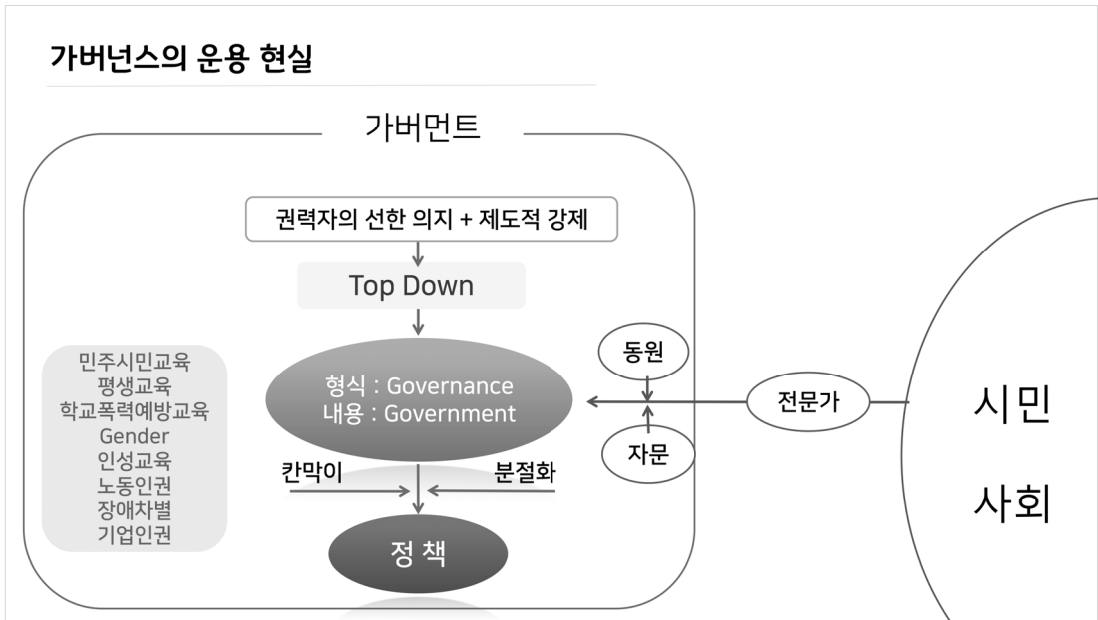 가버넌스의 운용 현실
가버먼트
권력자의 선한 의지 + 제도적 강제
Top Down
형식 : Governance
내용 : Government
민주시민교육
평생교육
학교폭력예방교육
Gender
인성교육
노동인권
장애차별
기업인권
동원
자문
전문가
시민
사회
칸막이
분절화
정 책